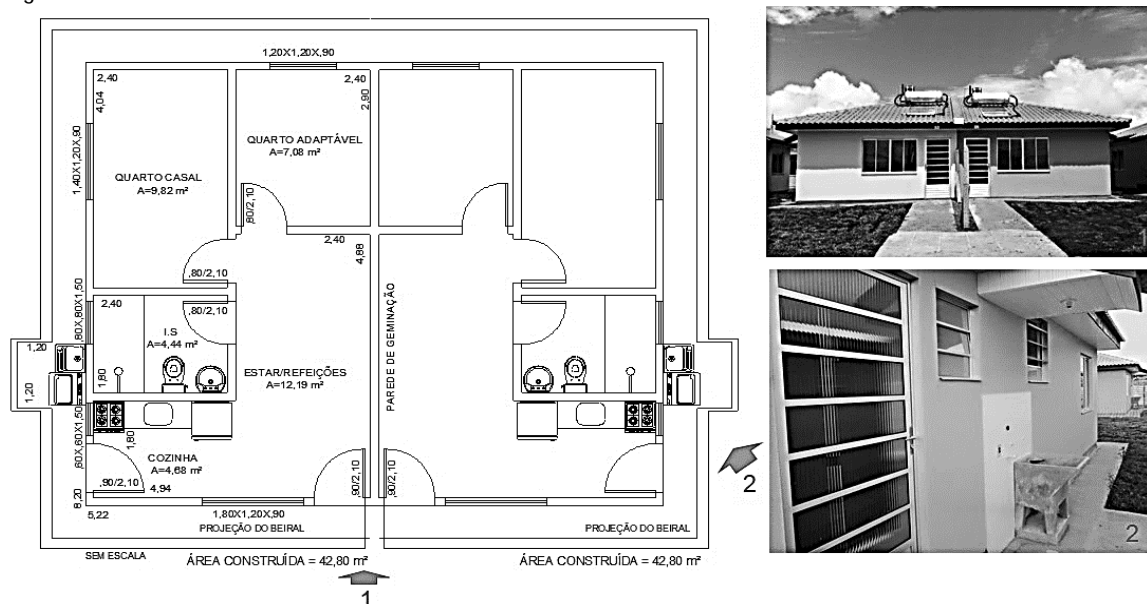 1,20X1,20X,90
2,40
4,04
2,40
2,90
QUARTO ADAPTÁVEL
A=7,08 m²
1,40X1,20X,90
QUARTO CASAL
A=9,82 m²
,80/2,10
2,40
4,88
,80/2,10
,80X,80X1,50
2,40
,80/2,10
I.S
A=4,44 m²
PAREDE DE GEMINAÇÃO
1,20
ESTAR/REFEIÇÕES
A=12,19 m²
1,80
1,20
,60X,60X1,50
1,80
COZINHA
A=4,68 m²
,90/2,10
4,94
,90/2,10
,90/2,10
8,20
5,22
1,80X1,20X,90
PROJEÇÃO DO BEIRAL
PROJEÇÃO DO BEIRAL
SEM ESCALA
ÁREA CONSTRUÍDA = 42,80 m²
ÁREA CONSTRUÍDA = 42,80 m²
1
2
1
2